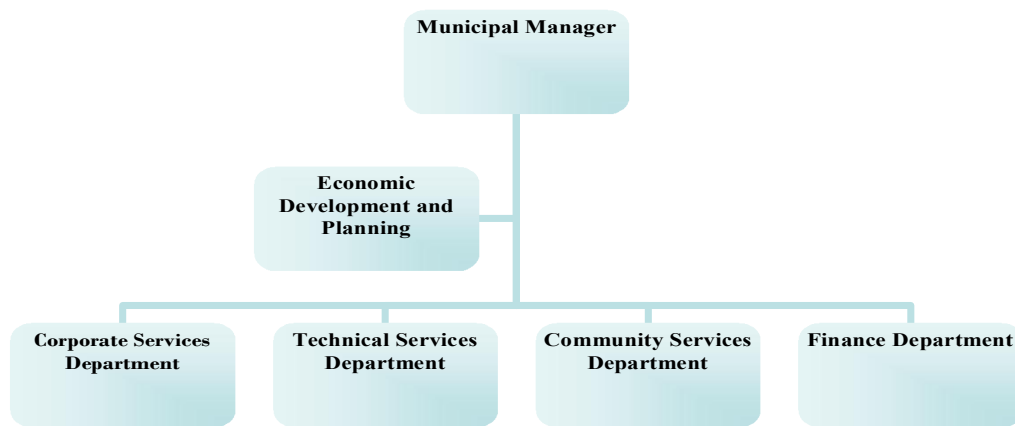 Municipal Manager
Economic
Development and
Planning
Corporate Services
Department
Technical Services
Department
Community Services
Department
Finance Department